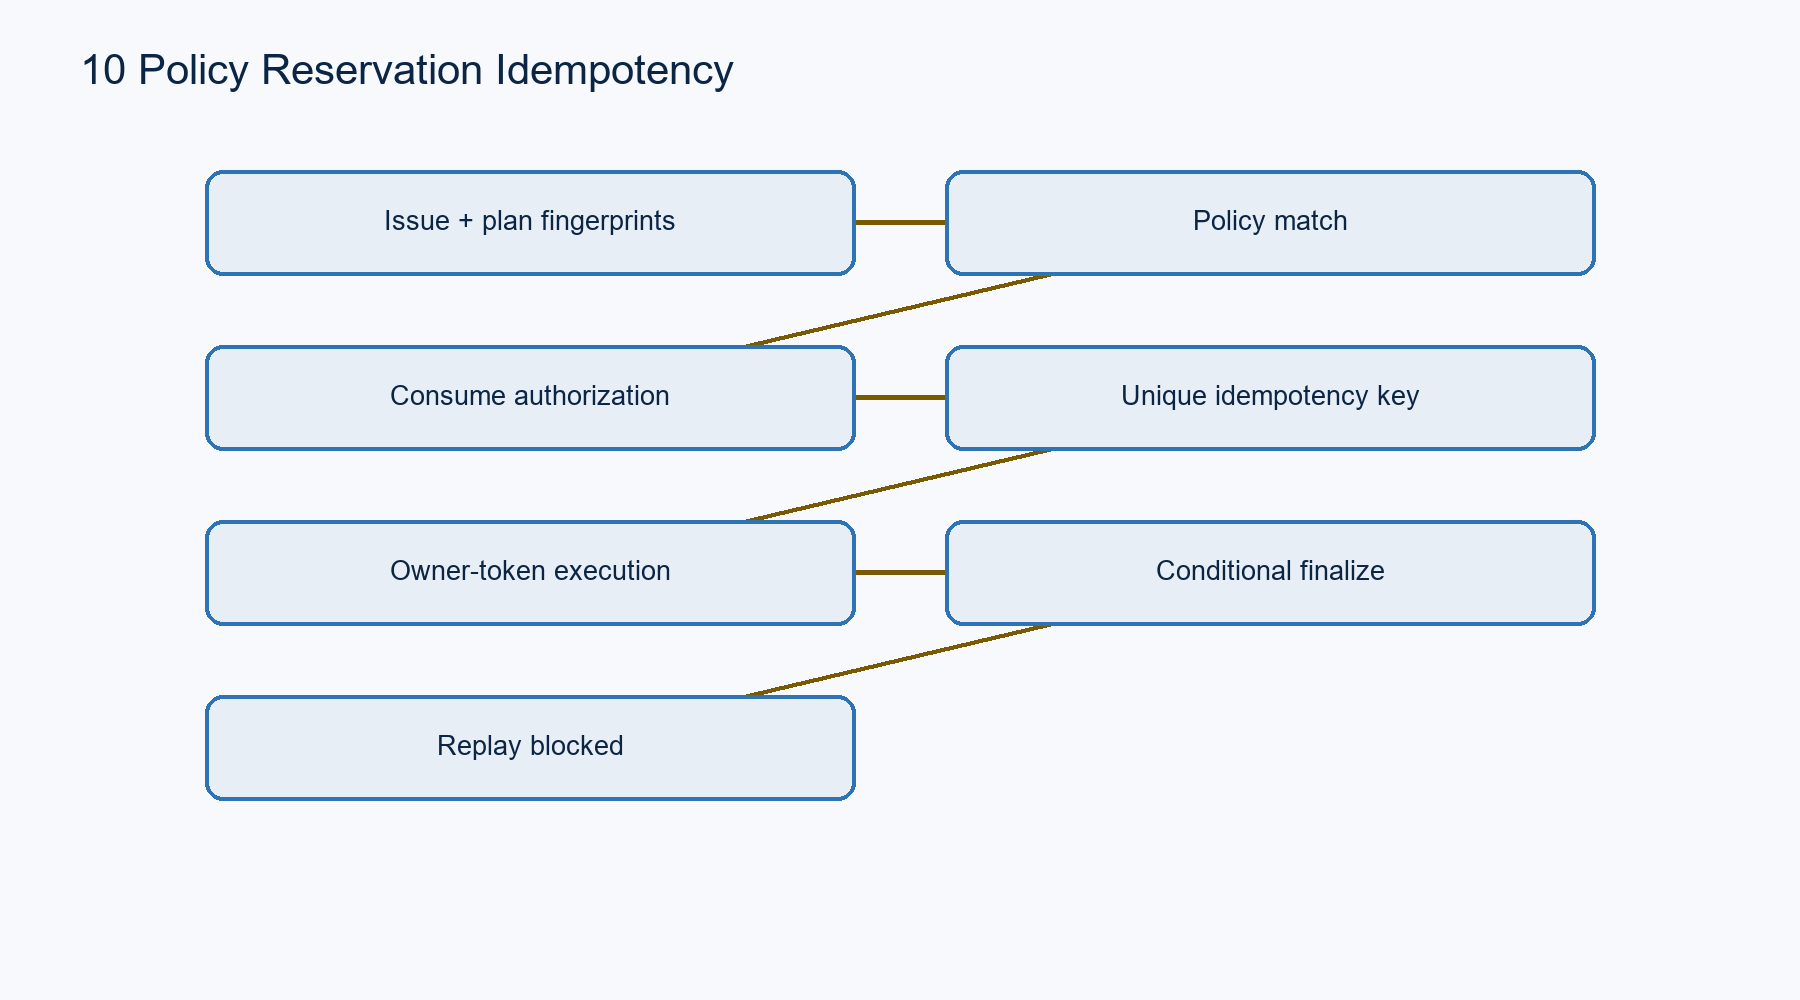 10 Policy Reservation Idempotency
Issue + plan fingerprints
Policy match
Consume authorization
Unique idempotency key
Owner-token execution
Conditional finalize
Replay blocked